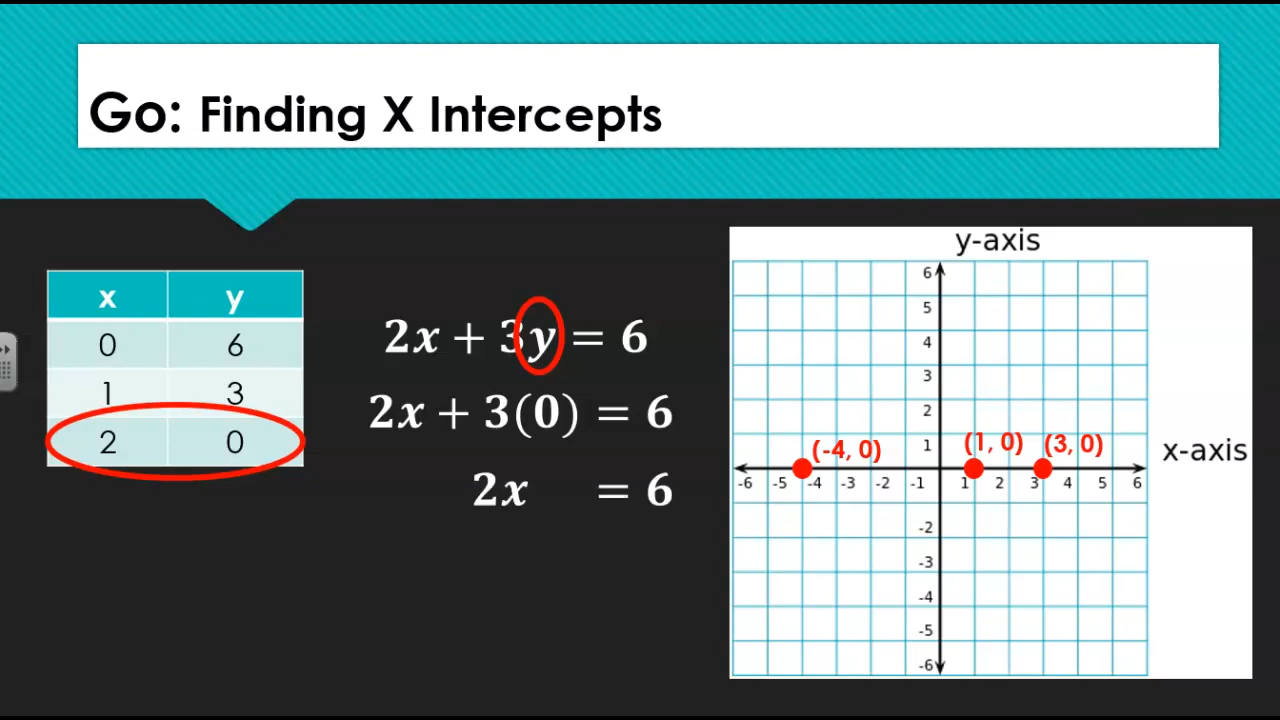 Go: Finding X Intercepts
x y
0 6
1 3
2 0
2x + 3y = 6
2x + 3(0) = 6
2x = 6
y-axis
6
5
4
3
2
1
(-4, 0) (1, 0) (3, 0)
x-axis
-6 -5 -4 -3 -2 -1 1 2 3 4 5 6
-2
-3
-4
-5
-6